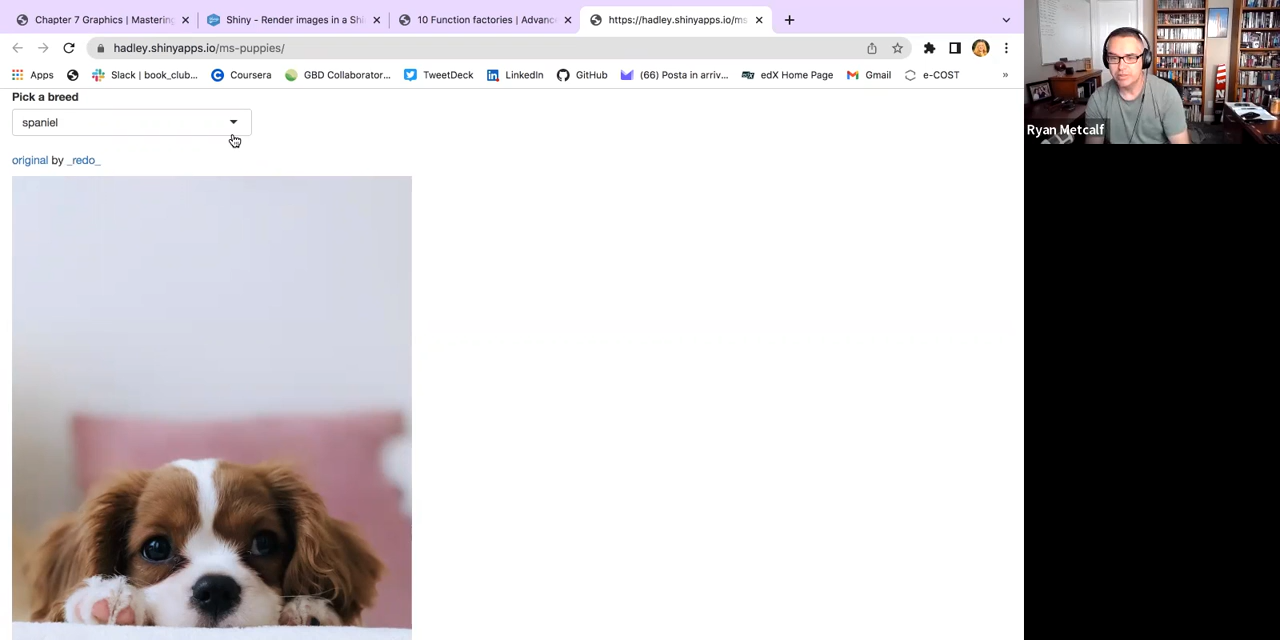 Chapter 7 Graphics | Mastering
Shiny - Render images in a Shi
10 Function factories | Advanc
https://hadley.shinyapps.io/ms
hadley.shinyapps.io/ms-puppies/
Apps
Slack | book_club...
Coursera
GBD Collaborator...
TweetDeck
LinkedIn
GitHub
(66) Posta in arriv...
edX Home Page
Gmail
e-COST
»
Pick a breed
spaniel
original by _redo_
Ryan Metcalf